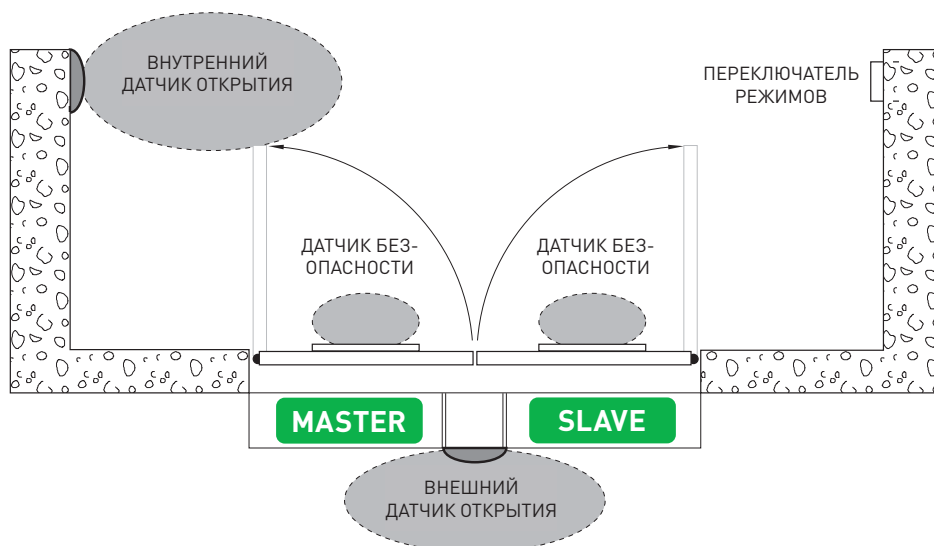 ВНУТРЕННИЙ
ДАТЧИК ОТКРЫТИЯ
ПЕРЕКЛЮЧАТЕЛЬ
РЕЖИМОВ
ДАТЧИК БЕЗ-
ОПАСНОСТИ
ДАТЧИК БЕЗ-
ОПАСНОСТИ
MASTER
SLAVE
ВНЕШНИЙ
ДАТЧИК ОТКРЫТИЯ